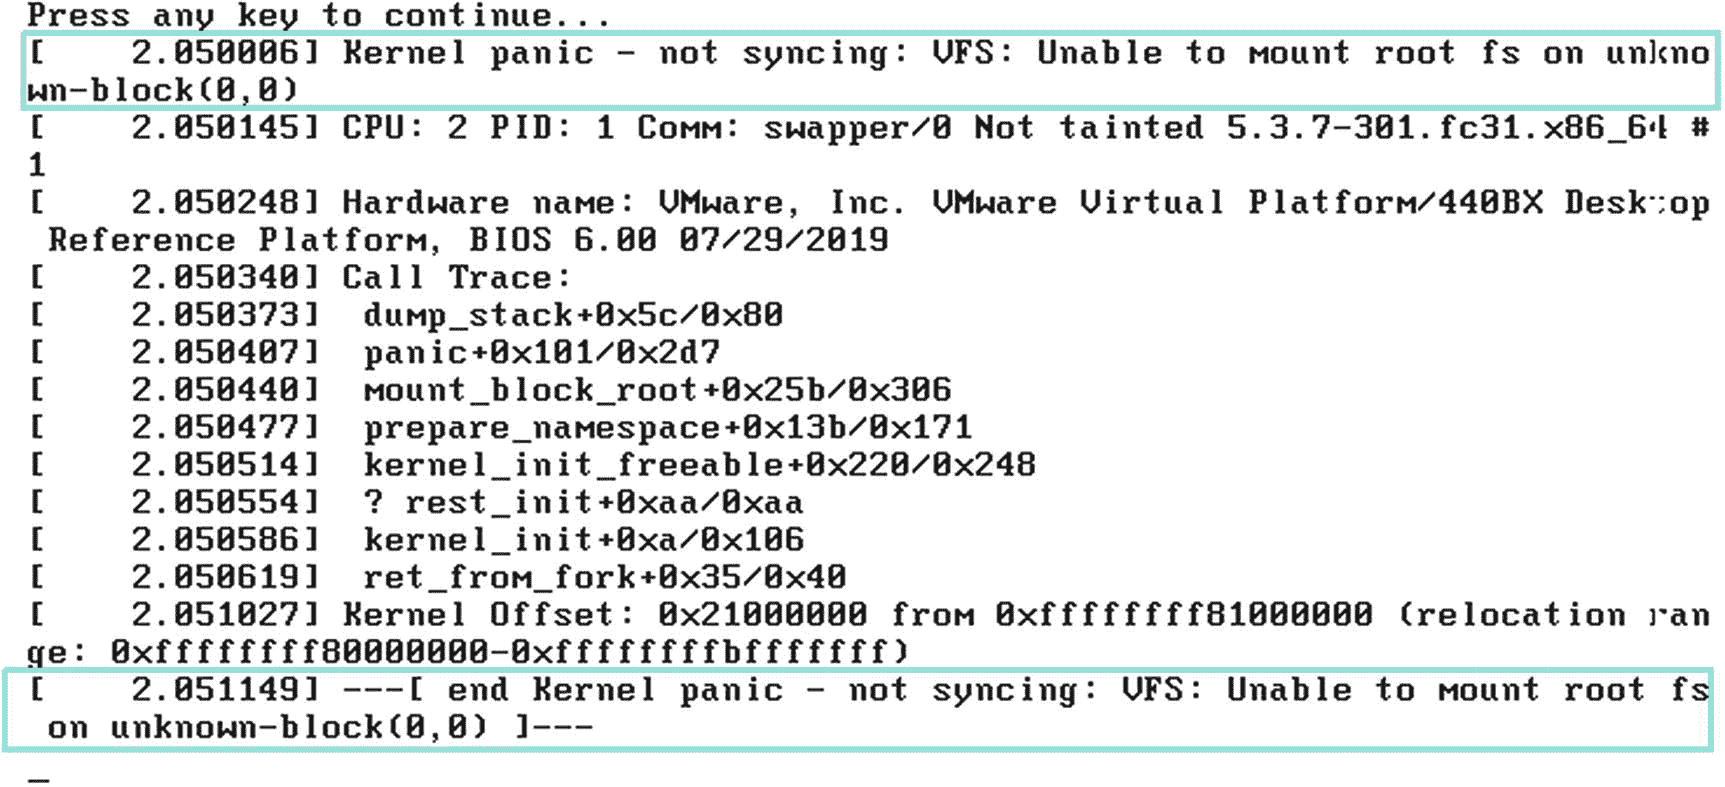 Press any key to continue...
[    2.050006] Kernel panic - not syncing: VFS: Unable to mount root fs on unkno
wn-block(0,0)
[    2.050145] CPU: 2 PID: 1 Comm: swapper/0 Not tainted 5.3.7-301.fc31.x86_64 #
1
[    2.050248] Hardware name: VMware, Inc. VMware Virtual Platform/440BX Desktop
 Reference Platform, BIOS 6.00 07/29/2019
[    2.050340] Call Trace:
[    2.050373]  dump_stack+0x5c/0x80
[    2.050407]  panic+0x101/0x2d7
[    2.050440]  mount_block_root+0x25b/0x306
[    2.050477]  prepare_namespace+0x13b/0x171
[    2.050514]  kernel_init_freeable+0x220/0x248
[    2.050554]  ? rest_init+0xaa/0xaa
[    2.050586]  kernel_init+0xa/0x106
[    2.050619]  ret_from_fork+0x35/0x40
[    2.051027] Kernel Offset: 0x21000000 from 0xffffffff81000000 (relocation ran
ge: 0xffffffff80000000-0xffffffffbfffffff)
[    2.051149] ---[ end Kernel panic - not syncing: VFS: Unable to mount root fs
 on unknown-block(0,0) ]---
_